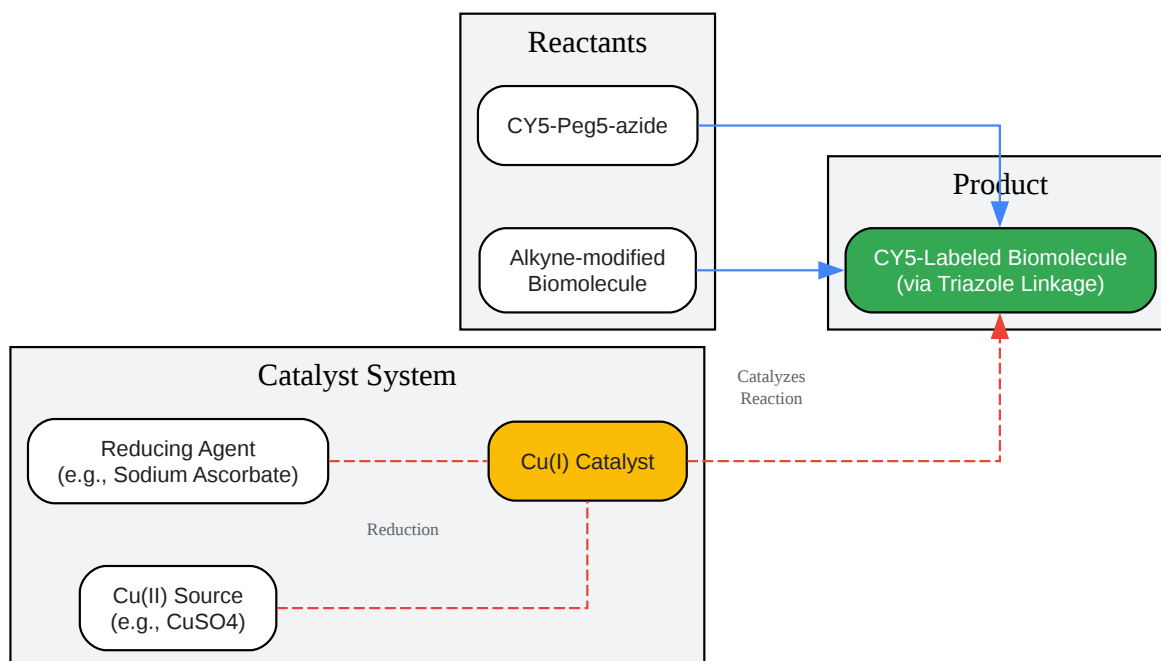 Reactants
CY5-Peg5-azide
Alkyne-modified
Biomolecule
Product
CY5-Labeled Biomolecule
(via Triazole Linkage)
Catalyst System
Reducing Agent
(e.g., Sodium Ascorbate)
Cu(I) Catalyst
Catalyzes
Reaction
Reduction
Cu(II) Source
(e.g., CuSO4)